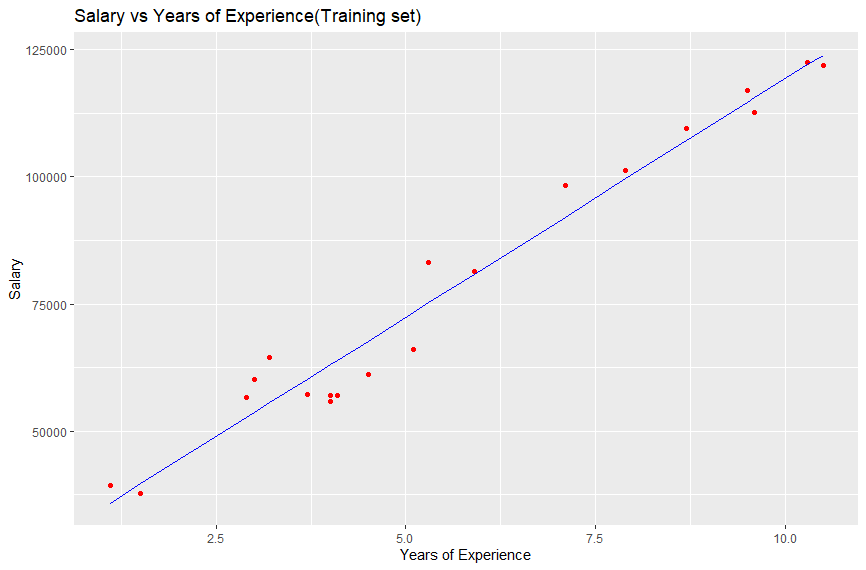 Salary vs Years of Experience(Training set)
125000
100000
75000
50000
Salary
2.5 5.0 7.5 10.0
Years of Experience